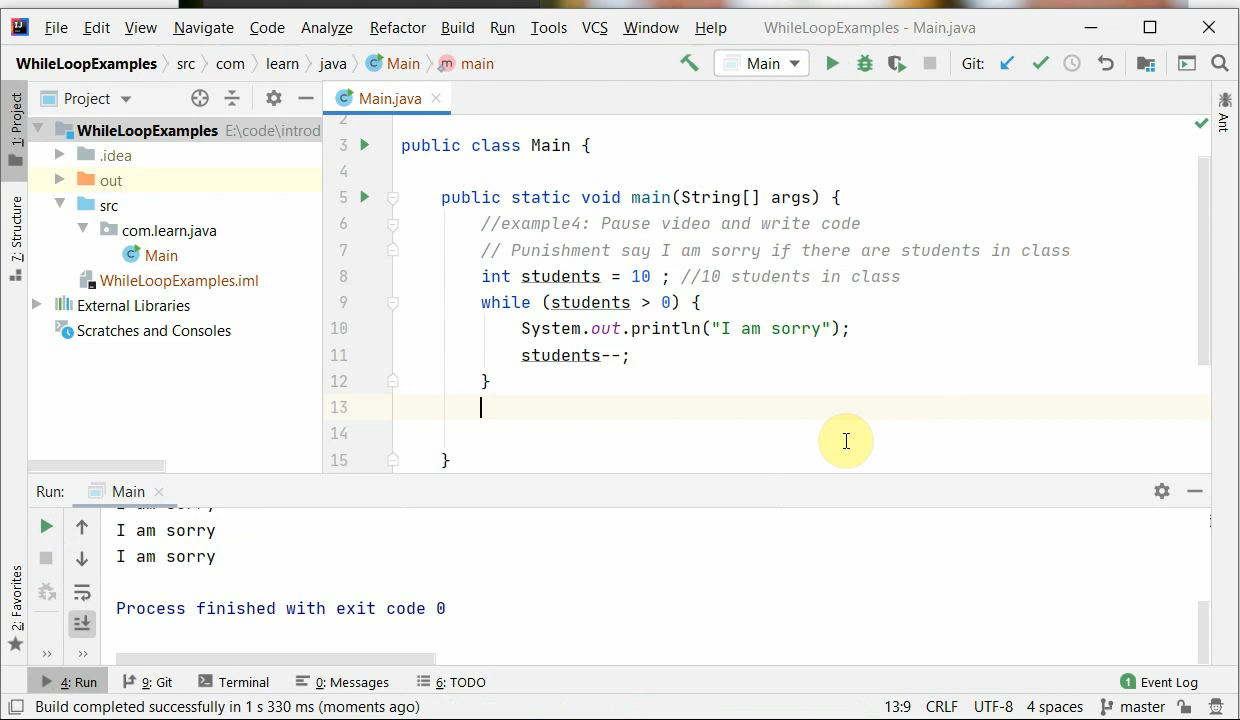 File Edit View Navigate Code Analyze Refactor Build Run Tools VCS Window Help WhileLoopExamples - Main.java
WhileLoopExamples src com learn java Main main Main Git:
1: Project
7: Structure
2: Favorites
Project
WhileLoopExamples E:\code\introd
.idea
out
src
com.learn.java
Main
WhileLoopExamples.iml
External Libraries
Scratches and Consoles
Main.java
2
3 public class Main {
4
5 public static void main(String[] args) {
6 //example4: Pause video and write code
7 // Punishment say I am sorry if there are students in class
8 int students = 10 ; //10 students in class
9 while (students > 0) {
10 System.out.println("I am sorry");
11 students--;
12 }
13
14
15 }
Ant
Run: Main
I am sorry
I am sorry
I am sorry
Process finished with exit code 0
4: Run 9: Git Terminal 0: Messages 6: TODO 1 Event Log
Build completed successfully in 1 s 330 ms (moments ago) 13:9 CRLF UTF-8 4 spaces master